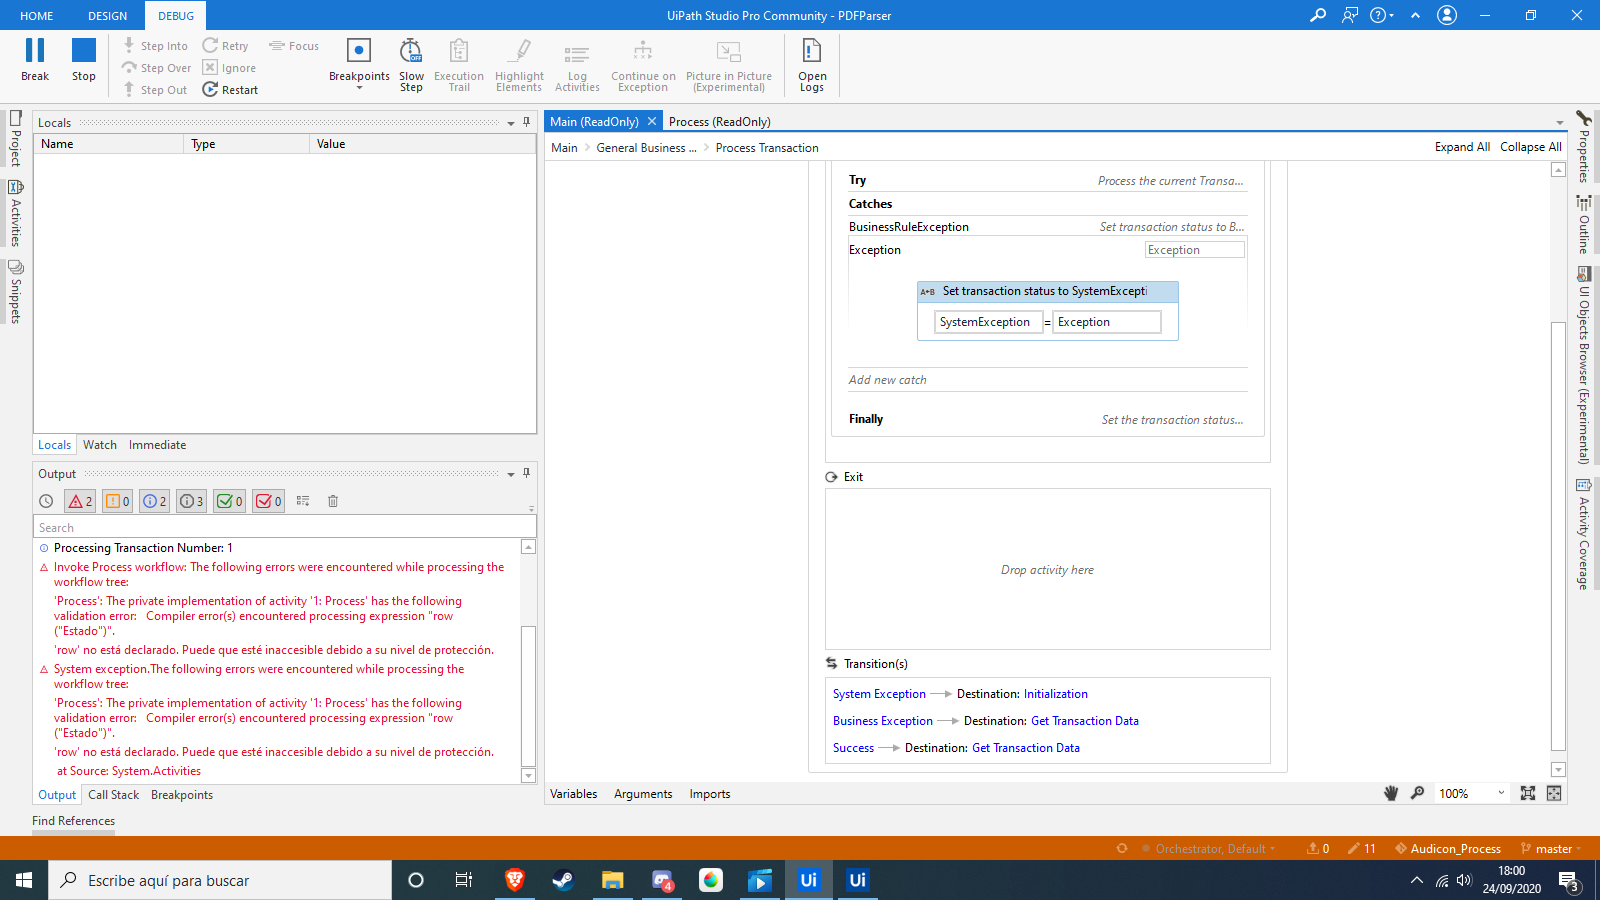 HOME DESIGN DEBUG
UiPath Studio Pro Community - PDFParser
Break
Stop
Step Into
Step Over
Step Out
Retry
Ignore
Restart
Focus
Breakpoints
Slow
Step
Execution
Trail
Highlight
Elements
Log
Activities
Continue on
Exception
Picture in Picture
(Experimental)
Open
Logs
Project
Activities
Snippets
Locals
Name Type Value
Locals Watch Immediate
Output
2 0 2 3 0 0
Search
Processing Transaction Number: 1
Invoke Process workflow: The following errors were encountered while processing the
workflow tree:
'Process': The private implementation of activity '1: Process' has the following
validation error: Compiler error(s) encountered processing expression "row
("Estado")".
'row' no está declarado. Puede que esté inaccesible debido a su nivel de protección.
System exception.The following errors were encountered while processing the
workflow tree:
'Process': The private implementation of activity '1: Process' has the following
validation error: Compiler error(s) encountered processing expression "row
("Estado")".
'row' no está declarado. Puede que esté inaccesible debido a su nivel de protección.
at Source: System.Activities
Output Call Stack Breakpoints
Find References
Main (ReadOnly) Process (ReadOnly)
Main General Business ... Process Transaction
Expand All Collapse All
Try Process the current Transa...
Catches
BusinessRuleException Set transaction status to B...
Exception Exception
A+B Set transaction status to SystemExcepti
SystemException = Exception
Add new catch
Finally Set the transaction status...
Exit
Drop activity here
Transition(s)
System Exception Destination: Initialization
Business Exception Destination: Get Transaction Data
Success Destination: Get Transaction Data
Variables Arguments Imports
100%
Properties
Outline
UI Objects Browser (Experimental)
Activity Coverage
Orchestrator, Default 0 11 Audicon_Process master
Escribe aquí para buscar
4
Ui
Ui
18:00
24/09/2020
3